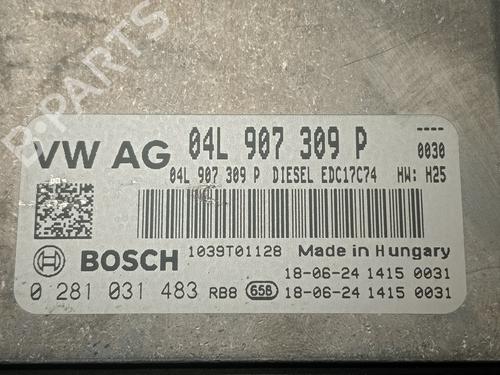 B-PARTS
VW AG 04L 907 309 P ----
0030
04L 907 309 P DIESEL EDC17C74 HW: H25
BOSCH 1039T01128 Made in Hungary
18-06-24 1415 0031
0 281 031 483 RB8 65B 18-06-24 1415 0031